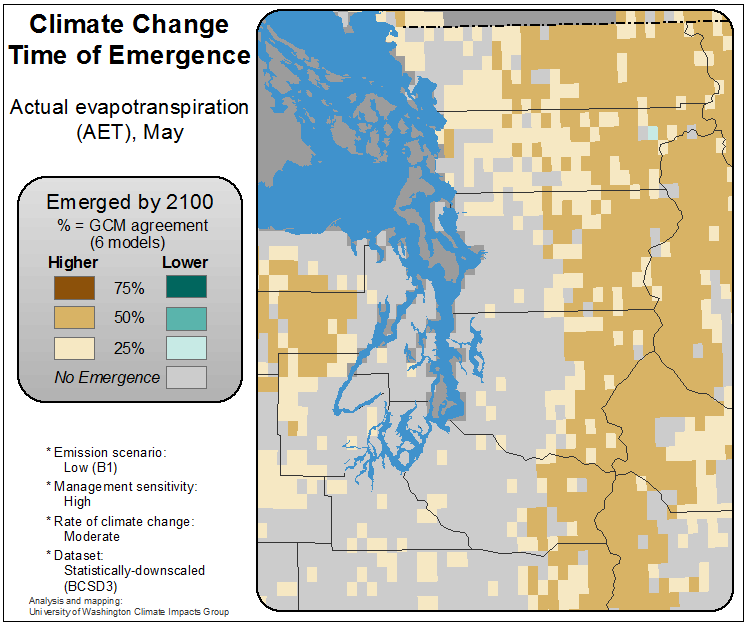 Climate Change
Time of Emergence
Actual evapotranspiration
(AET), May
Emerged by 2100
% = GCM agreement
(6 models)
Higher Lower
75%
50%
25%
No Emergence
* Emission scenario:
Low (B1)
* Management sensitivity:
High
* Rate of climate change:
Moderate
* Dataset:
Statistically-downscaled
(BCSD3)
Analysis and mapping:
University of Washington Climate Impacts Group